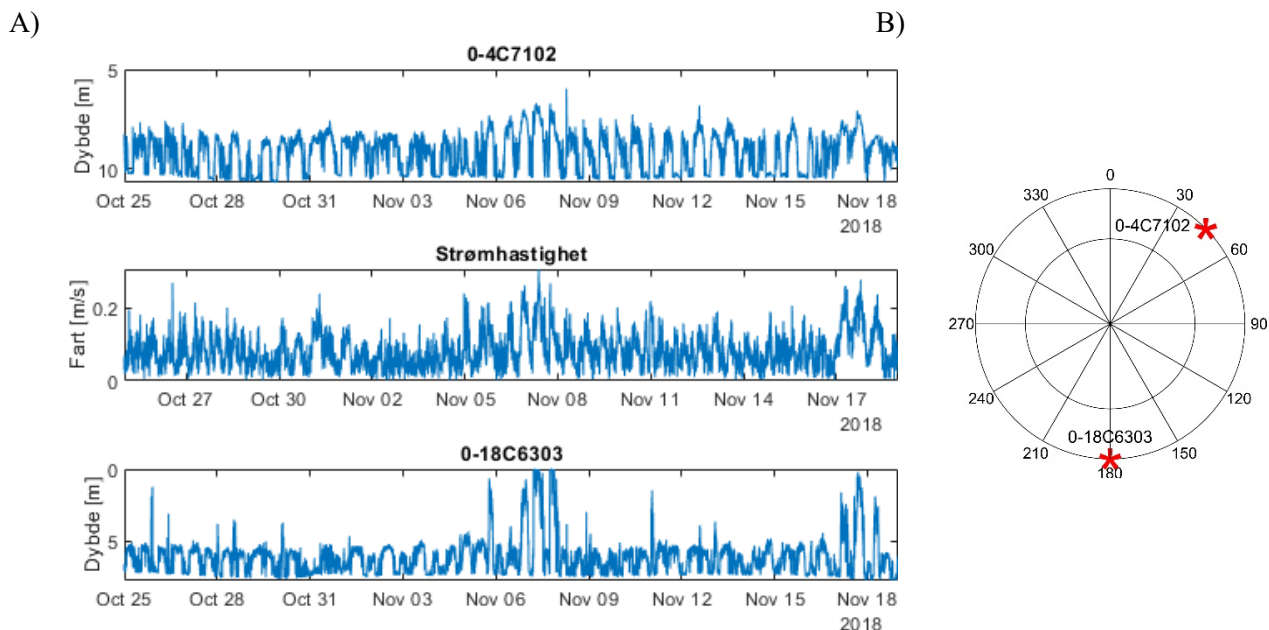 A)
0-4C7102
Dybde [m]
5
10
Oct 25 Oct 28 Oct 31 Nov 03 Nov 06 Nov 09 Nov 12 Nov 15 Nov 18
2018
Strømhastighet
Fart [m/s]
0.2
0
Oct 27 Oct 30 Nov 02 Nov 05 Nov 08 Nov 11 Nov 14 Nov 17
2018
0-18C6303
Dybde [m]
0
5
Oct 25 Oct 28 Oct 31 Nov 03 Nov 06 Nov 09 Nov 12 Nov 15 Nov 18
2018
B)
0
330 30
0-4C7102
300 60
270 90
240 120
0-18C6303
210 150
180